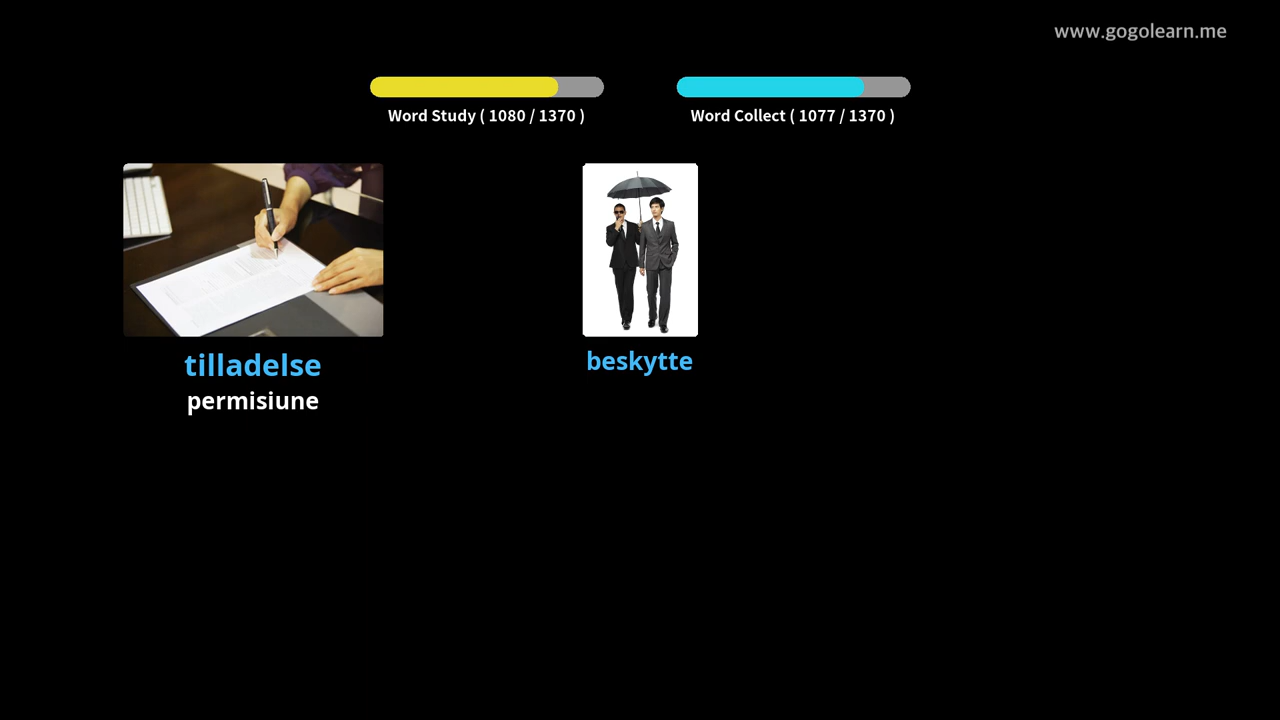 www.gogolearn.me
Word Study ( 1080 / 1370 )
Word Collect ( 1077 / 1370 )
tilladelse
permisiune
beskytte